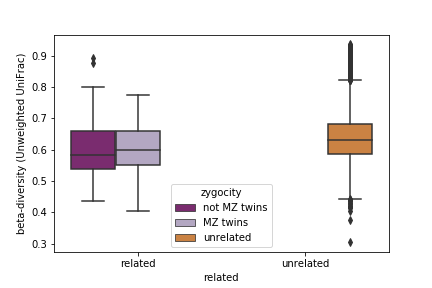 beta-diversity (Unweighted UniFrac)
0.9
0.8
0.7
0.6
0.5
0.4
0.3
zygocity
not MZ twins
MZ twins
unrelated
related
unrelated
related